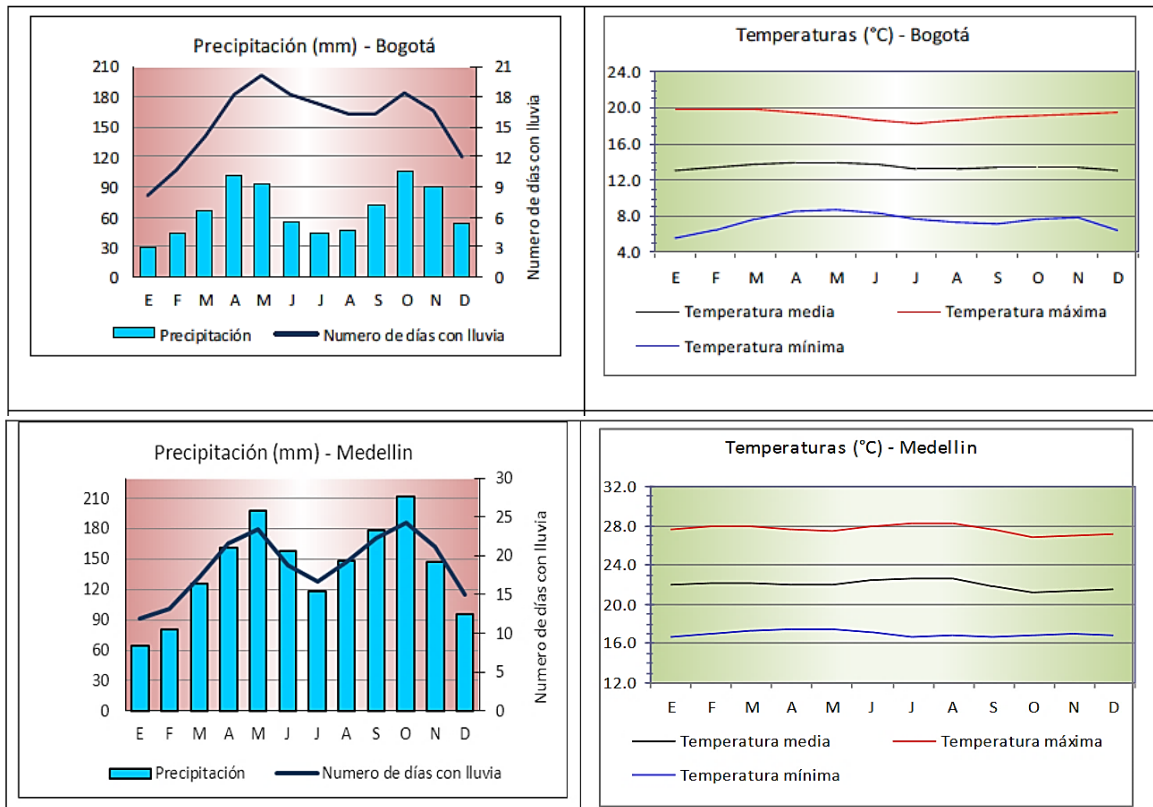 Precipitación (mm) - Bogotá
210
180
150
120
90
60
30
0
21
18
15
12
9
6
3
0
Numero de días con lluvia
E F M A M J J A S O N D
Precipitación Numero de días con lluvia
Temperaturas (°C) - Bogotá
24.0
20.0
16.0
12.0
8.0
4.0
E F M A M J J A S O N D
Temperatura media Temperatura máxima
Temperatura mínima
Precipitación (mm) - Medellin
210
180
150
120
90
60
30
0
30
25
20
15
10
5
0
Numero de días con lluvia
E F M A M J J A S O N D
Precipitación Numero de días con lluvia
Temperaturas (°C) - Medellin
32.0
28.0
24.0
20.0
16.0
12.0
E F M A M J J A S O N D
Temperatura media Temperatura máxima
Temperatura mínima